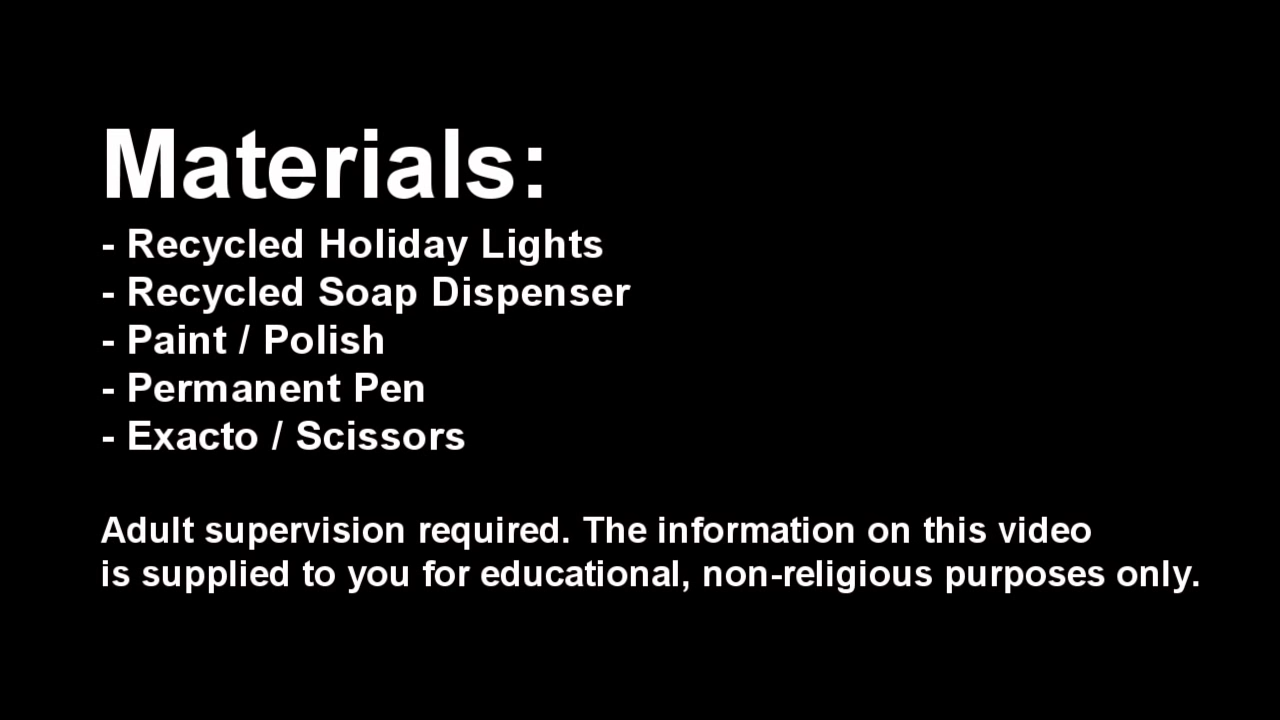 Materials:
- Recycled Holiday Lights
- Recycled Soap Dispenser
- Paint / Polish
- Permanent Pen
- Exacto / Scissors
Adult supervision required. The information on this video
is supplied to you for educational, non-religious purposes only.